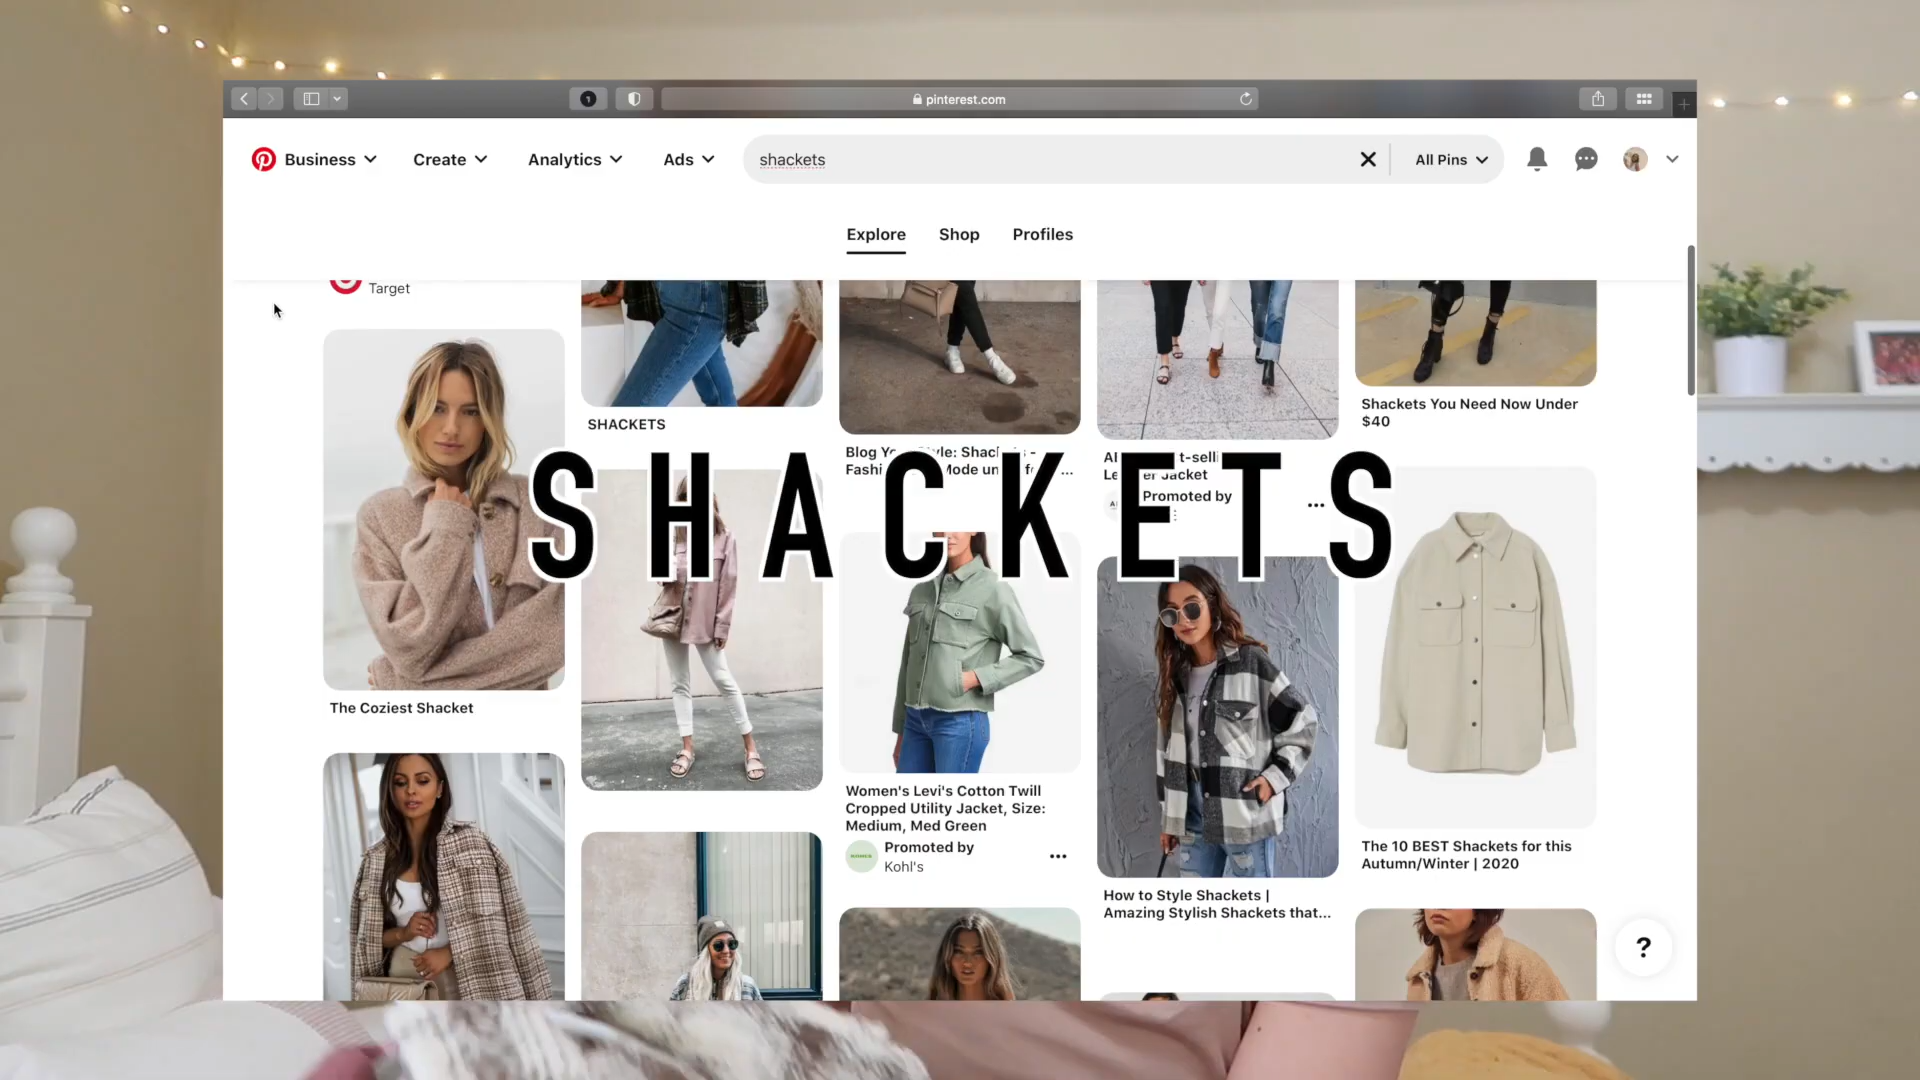 pinterest.com
Business
Create
Analytics
Ads
shackets
All Pins
Explore
Shop
Profiles
Target
SHACKETS
Shackets You Need Now Under
$40
Promoted by
SHACKETS
The Coziest Shacket
Women's Levi's Cotton Twill
Cropped Utility Jacket, Size:
Medium, Med Green
Promoted by
KOHL'S
Kohl's
How to Style Shackets |
Amazing Stylish Shackets that...
The 10 BEST Shackets for this
Autumn/Winter | 2020
?